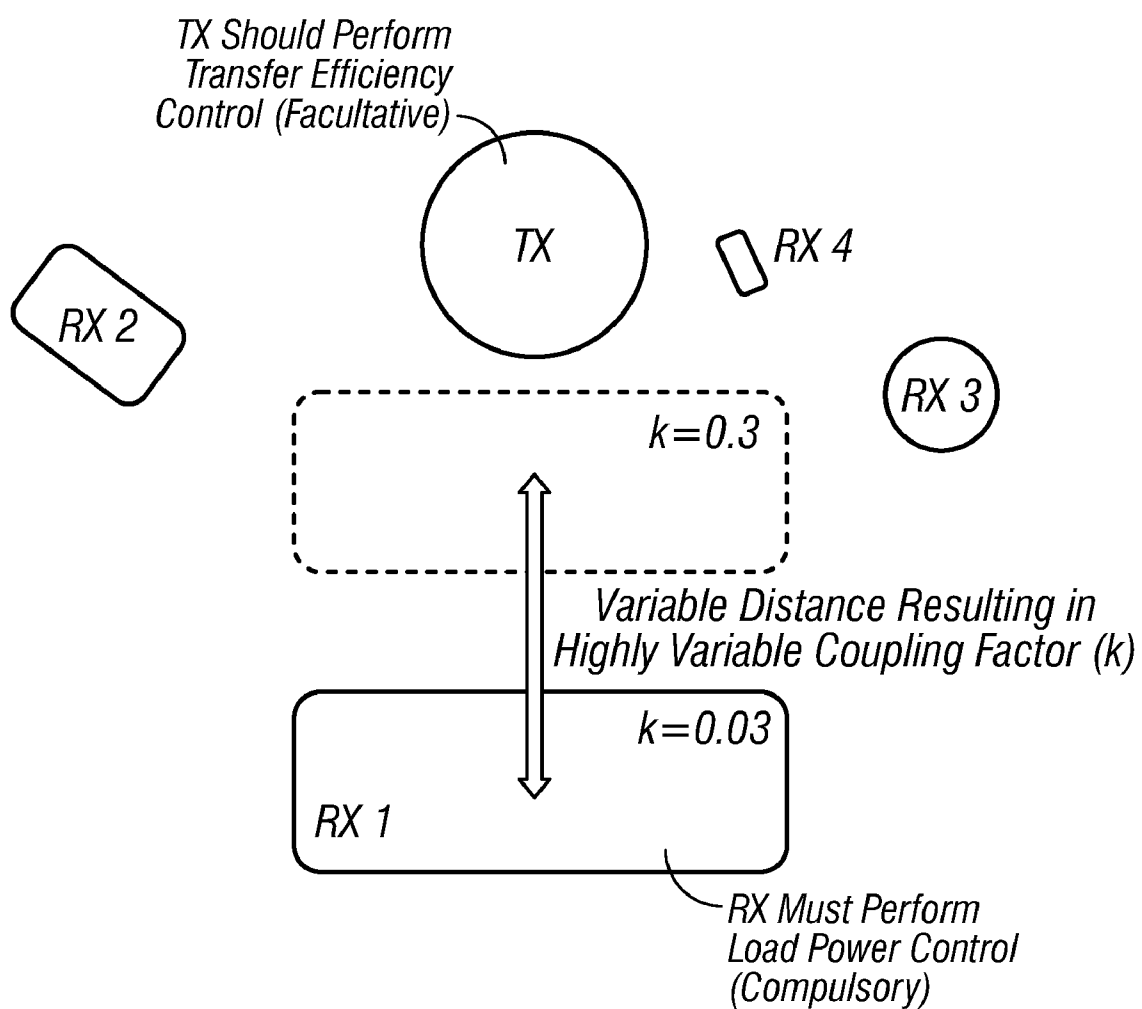 TX Should Perform
Transfer Efficiency
Control (Facultative)
TX
RX 4
RX 2
RX 3
k=0.3
Variable Distance Resulting in
Highly Variable Coupling Factor (k)
k=0.03
RX 1
RX Must Perform
Load Power Control
(Compulsory)